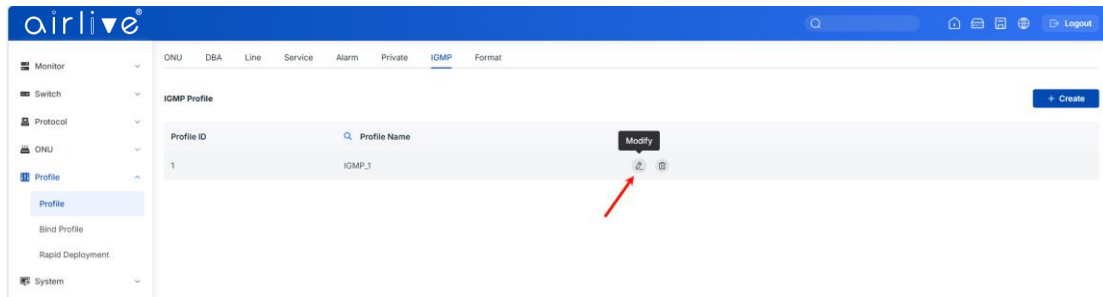 airlive®
Logout
Monitor
Switch
Protocol
ONU
Profile
Profile
Bind Profile
Rapid Deployment
System
ONU DBA Line Service Alarm Private IGMP Format
IGMP Profile
+ Create
Profile ID Profile Name
Modify
1 IGMP_1